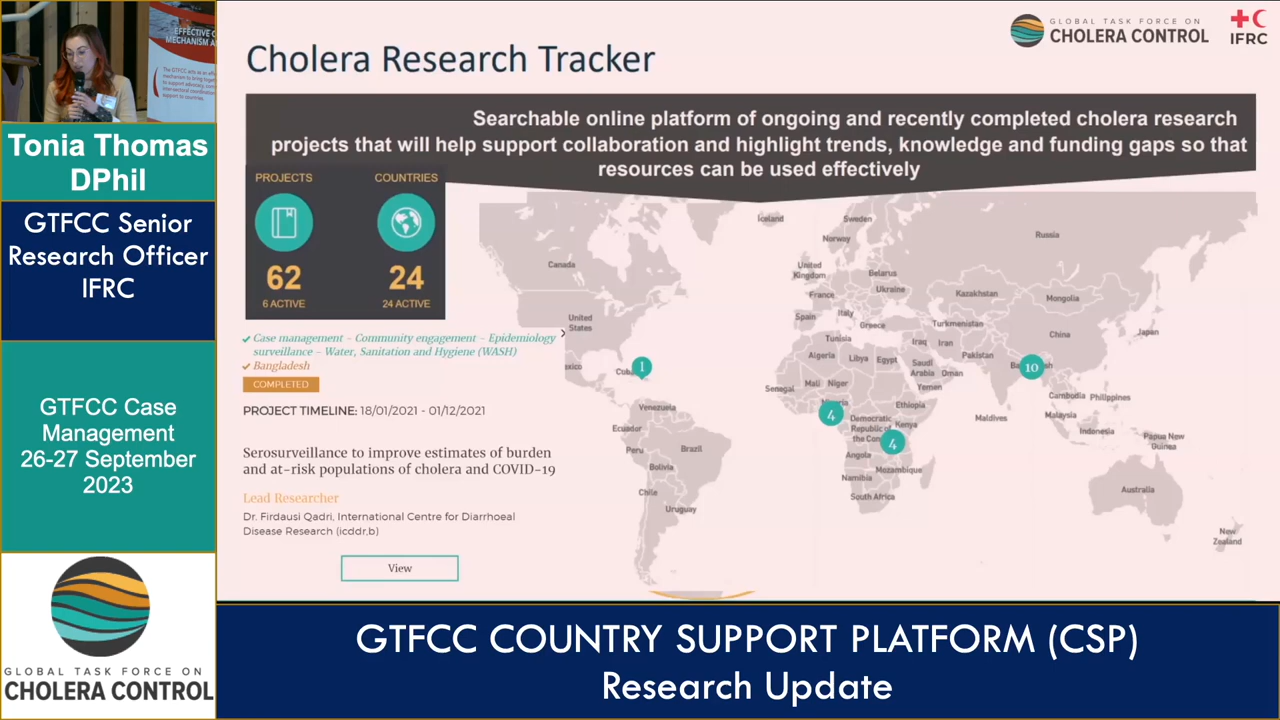 EFFECTIVE
MECHANISM A
Tonia Thomas
DPhil
GTFCC Senior
Research Officer
IFRC
GTFCC Case
Management
26-27 September
2023
GLOBAL TASK FORCE ON
CHOLERA CONTROL
Cholera Research Tracker
GLOBAL TASK FORCE ON
CHOLERA CONTROL
IFRC
Searchable online platform of ongoing and recently completed cholera research
projects that will help support collaboration and highlight trends, knowledge and funding gaps so that
resources can be used effectively
PROJECTS COUNTRIES
62 24
6 ACTIVE 24 ACTIVE
Case management - Community engagement - Epidemiology
surveillance - Water, Sanitation and Hygiene (WASH)
Bangladesh
COMPLETED
PROJECT TIMELINE: 18/01/2021 - 01/12/2021
Serosurveillance to improve estimates of burden
and at-risk populations of cholera and COVID-19
Lead Researcher
Dr. Firdausi Qadri, International Centre for Diarrhoeal
Disease Research (icddr,b)
View
Iceland
Sweden
Norway
Russia
Canada
United
Kingdom
Belarus
Ukraine
France
Kazakhstan
Mongolia
United
States
Spain
Italy
Greece
Turkmenistan
Japan
China
Tunisia
Iraq
Iran
Algeria
Libya
Egypt
Saudi
Arabia
Pakistan
Oman
exico
Cub
1
10
Ba
sh
Senegal
Mali
Niger
Yemen
Cambodia
Philippines
Venezuela
4
Ethiopia
Maldives
Malaysia
Ecuador
Democratic
Republic of
the Con
Kenya
4
Indonesia
Papua New
Guinea
Peru
Brazil
Angola
Bolivia
Mozambique
Namibia
Chile
South Africa
Australia
Uruguay
New
Zealand
GTFCC COUNTRY SUPPORT PLATFORM (CSP)
Research Update